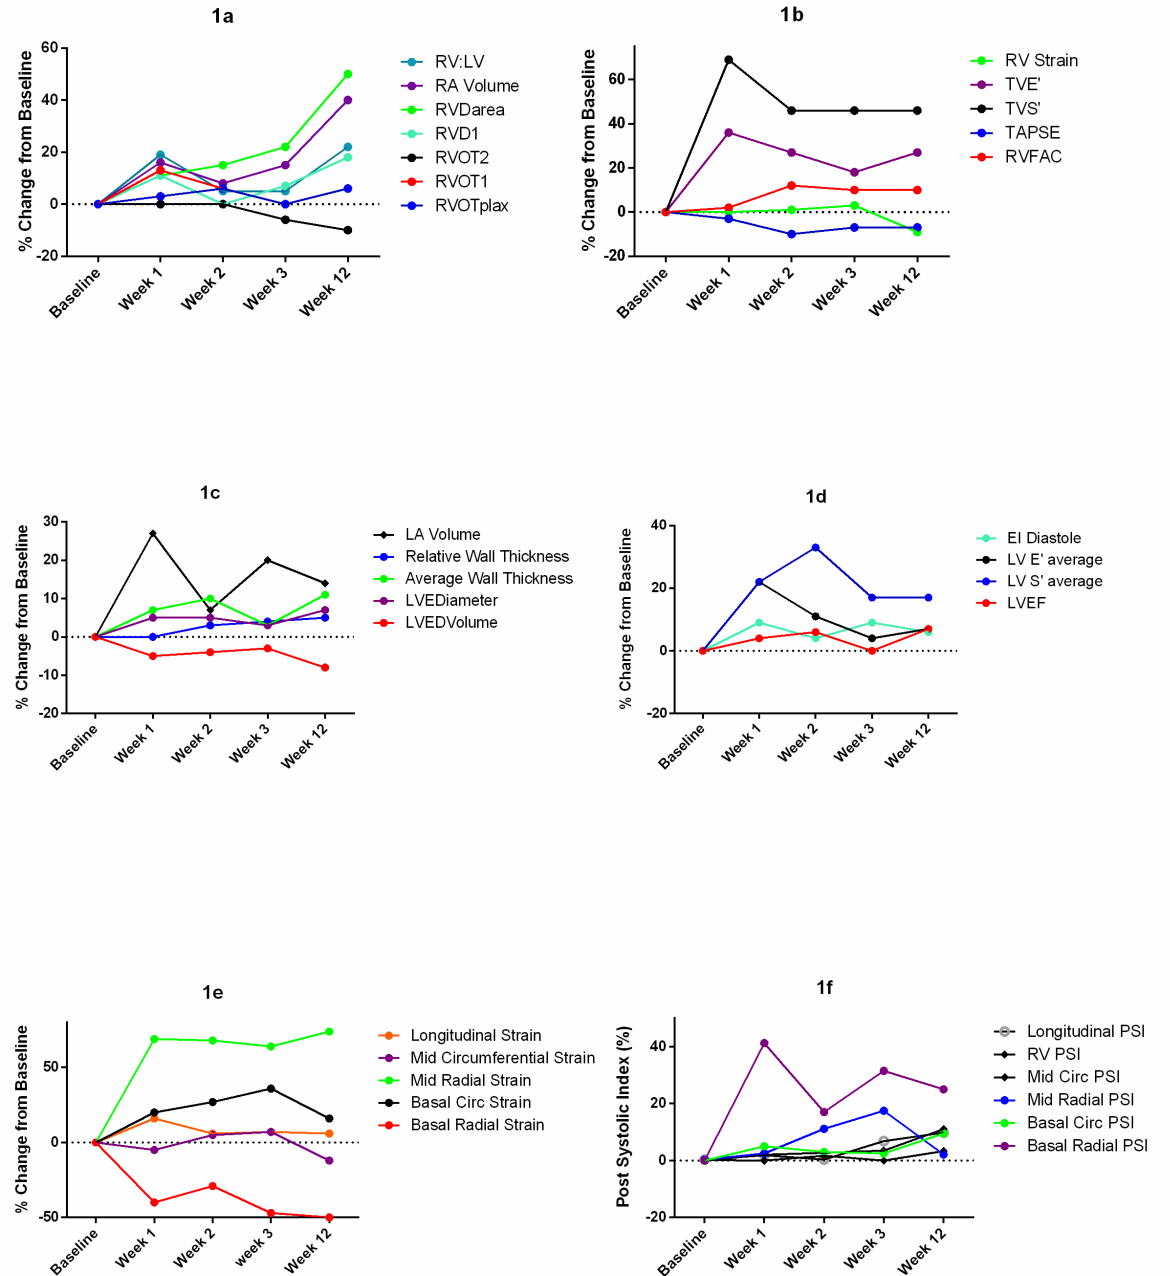 1a
% Change from Baseline
60
40
20
0
-20
Baseline
Week 1
Week 2
Week 3
Week 12
RV:LV
RA Volume
RVDarea
RVD1
RVOT2
RVOT1
RVOTplax
1b
% Change from Baseline
60
40
20
0
-20
Baseline
Week 1
Week 2
Week 3
Week 12
RV Strain
TVE'
TVS'
TAPSE
RVFAC
1c
% Change from Baseline
30
20
10
0
-10
-20
Baseline
Week 1
Week 2
Week 3
Week 12
LA Volume
Relative Wall Thickness
Average Wall Thickness
LVEDiameter
LVEDVolume
1d
% Change from Baseline
40
20
0
-20
Baseline
Week 1
Week 2
Week 3
Week 12
EI Diastole
LV E' average
LV S' average
LVEF
1e
% Change from Baseline
50
0
-50
Baseline
Week 1
Week 2
week 3
Week 12
Longitudinal Strain
Mid Circumferential Strain
Mid Radial Strain
Basal Circ Strain
Basal Radial Strain
1f
Post Systolic Index (%)
40
20
0
-20
Baseline
Week 1
Week 2
Week 3
Week 12
Longitudinal PSI
RV PSI
Mid Circ PSI
Mid Radial PSI
Basal Circ PSI
Basal Radial PSI